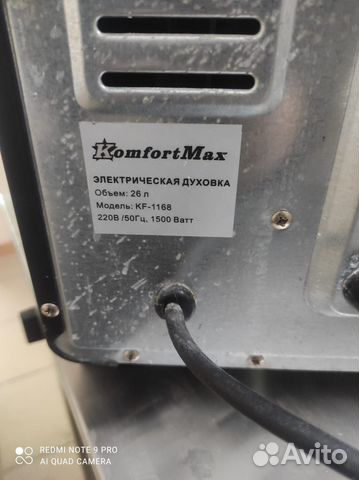 KomfortMax
ЭЛЕКТРИЧЕСКАЯ ДУХОВКА
Объем: 26 л
Модель: KF-1168
220В /50Гц, 1500 Ватт
REDMI NOTE 9 PRO
AI QUAD CAMERA
Avito